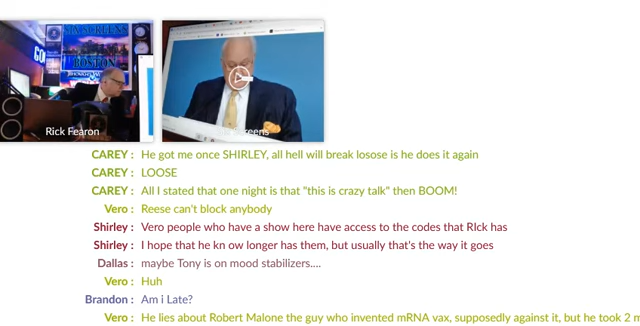 GO
BOSTON
Rick Fearon
CAREY : He got me once SHIRLEY, all hell will break losose is he does it again
CAREY : LOOSE
CAREY : All I stated that one night is that "this is crazy talk" then BOOM!
Vero : Reese can't block anybody
Shirley : Vero people who have a show here have access to the codes that RIck has
Shirley : I hope that he kn ow longer has them, but usually that's the way it goes
Dallas : maybe Tony is on mood stabilizers....
Vero : Huh
Brandon : Am i Late?
Vero : He lies about Robert Malone the guy who invented mRNA vax, supposedly against it, but he took 2 m